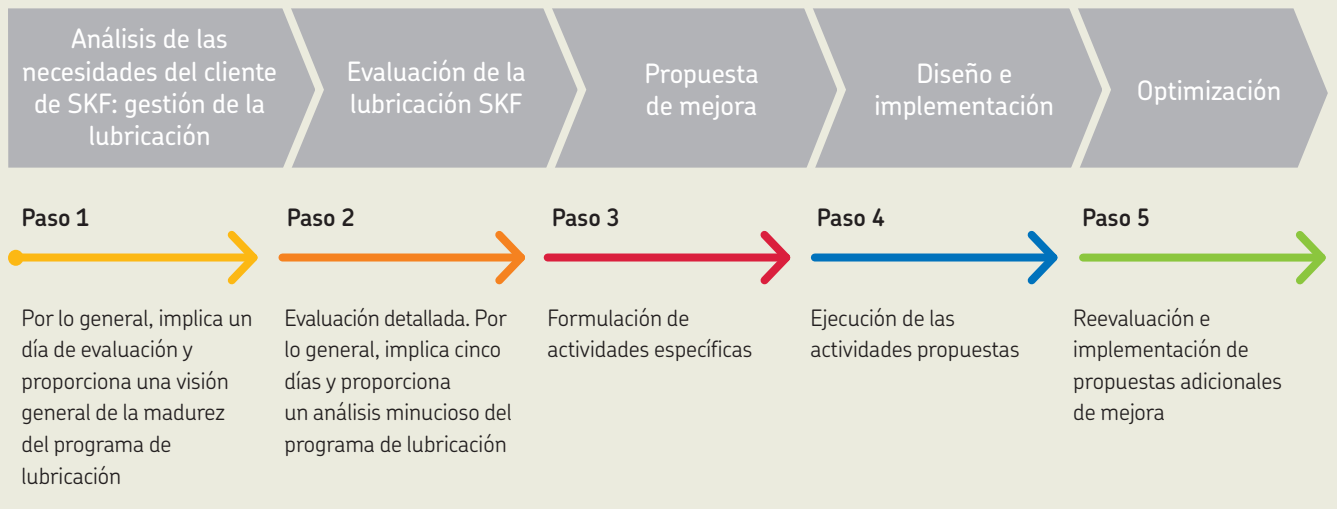 Análisis de las
necesidades del cliente
de SKF: gestión de la
lubricación
Evaluación de la
lubricación SKF
Propuesta
de mejora
Diseño e
implementación
Optimización
Paso 1
Paso 2
Paso 3
Paso 4
Paso 5
Por lo general, implica un
día de evaluación y
proporciona una visión
general de la madurez
del programa de
lubricación
Evaluación detallada. Por
lo general, implica cinco
días y proporciona
un análisis minucioso del
programa de lubricación
Formulación de
actividades específicas
Ejecución de las
actividades propuestas
Reevaluación e
implementación de
propuestas adicionales
de mejora